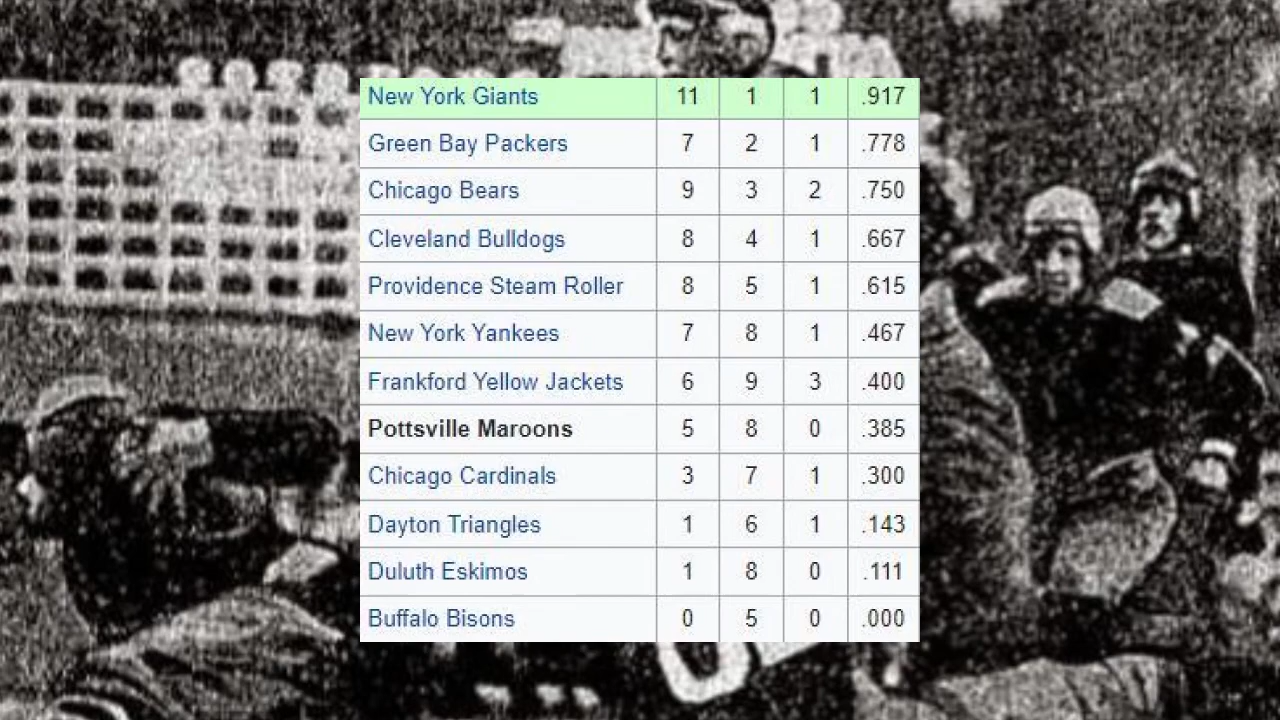 New York Giants 11 1 1 .917
Green Bay Packers 7 2 1 .778
Chicago Bears 9 3 2 .750
Cleveland Bulldogs 8 4 1 .667
Providence Steam Roller 8 5 1 .615
New York Yankees 7 8 1 .467
Frankford Yellow Jackets 6 9 3 .400
Pottsville Maroons 5 8 0 .385
Chicago Cardinals 3 7 1 .300
Dayton Triangles 1 6 1 .143
Duluth Eskimos 1 8 0 .111
Buffalo Bisons 0 5 0 .000